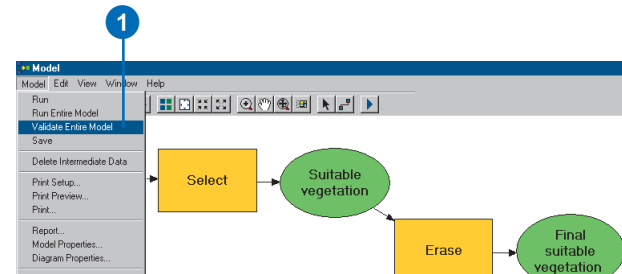 1
Model
Model Edit View Window Help
Run
Run Entire Model
Validate Entire Model
Save
Delete Intermediate Data
Print Setup...
Print Preview...
Print...
Report...
Model Properties...
Diagram Properties...
Select
Suitable
vegetation
Erase
Final
suitable
vegetation